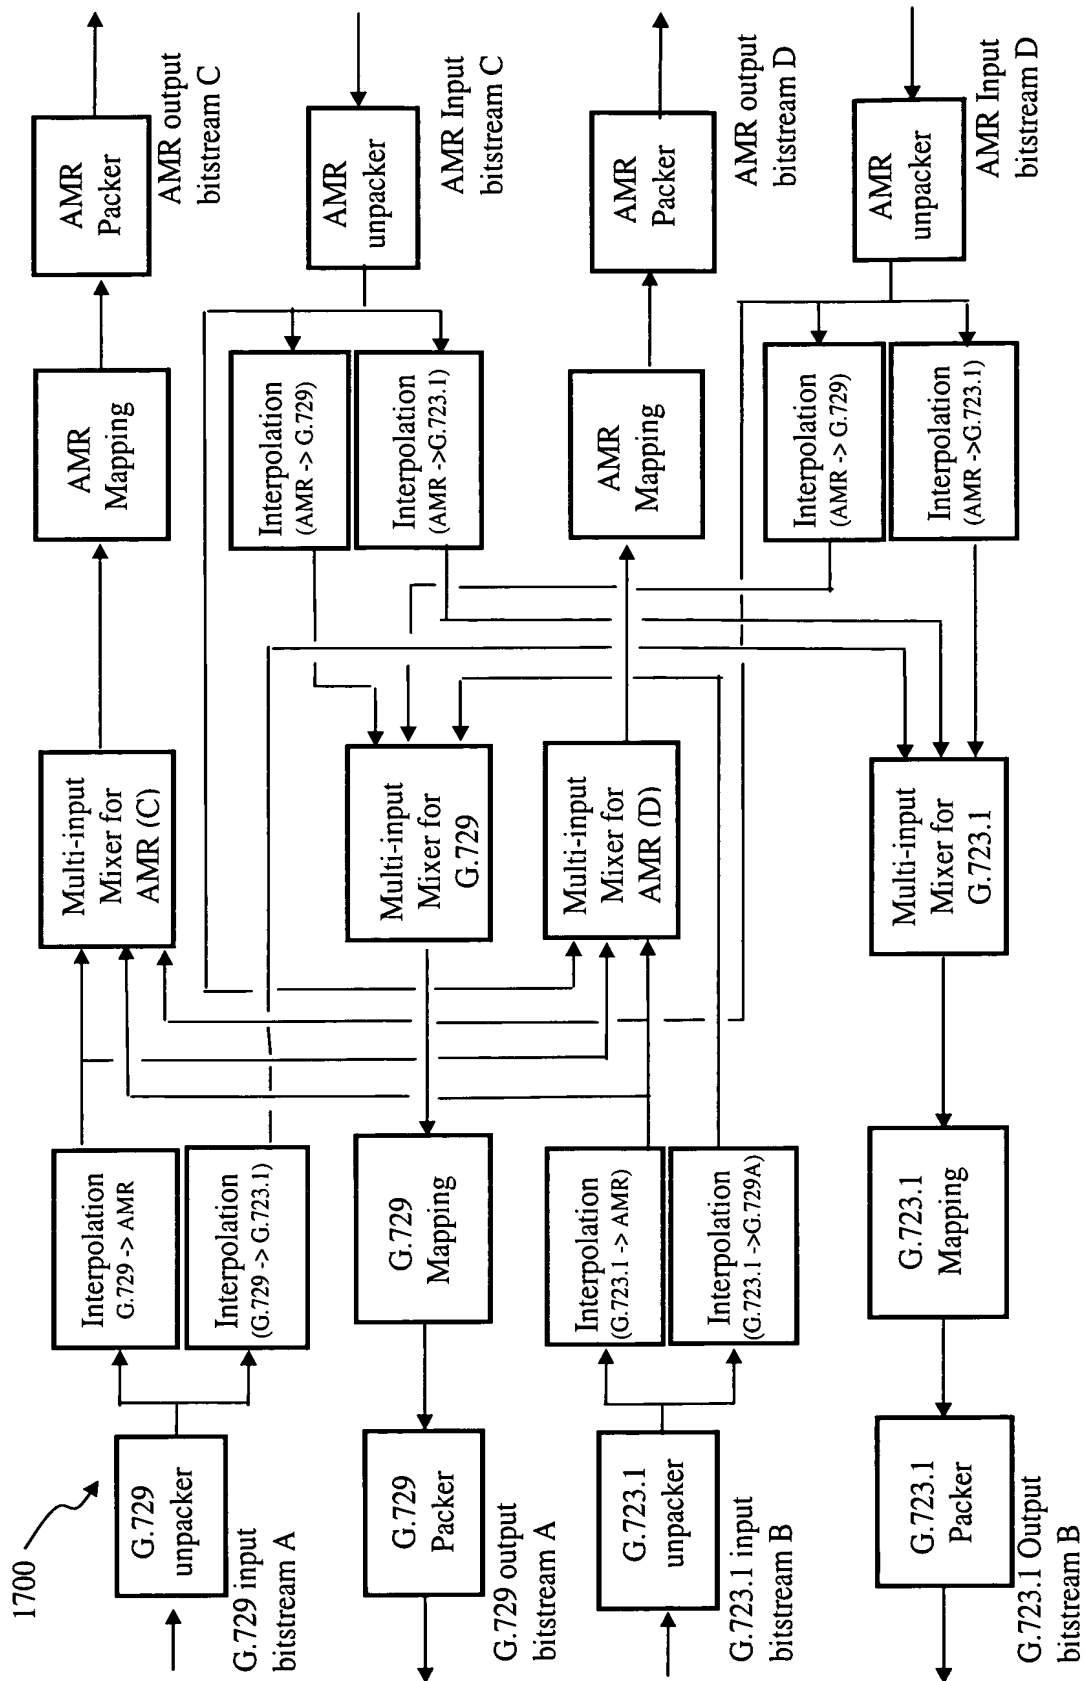 1700
G.729
unpacker
G.729 input
bitstream A
Interpolation
G.729 -> AMR
Interpolation
(G.729 -> G.723.1)
Multi-input
Mixer for
AMR (C)
AMR
Mapping
AMR
Packer
AMR output
bitstream C
G.729
Packer
G.729 output
bitstream A
G.729
Mapping
Multi-input
Mixer for
G.729
Interpolation
(AMR -> G.729)
Interpolation
(AMR ->G.723.1)
AMR
unpacker
AMR Input
bitstream C
G.723.1
unpacker
G.723.1 input
bitstream B
Interpolation
(G.723.1 -> AMR)
Interpolation
(G.723.1 ->G.729A)
Multi-input
Mixer for
AMR (D)
AMR
Mapping
AMR
Packer
AMR output
bitstream D
G.723.1
Packer
G.723.1 Output
bitstream B
G.723.1
Mapping
Multi-input
Mixer for
G.723.1
Interpolation
(AMR -> G.729)
Interpolation
(AMR ->G.723.1)
AMR
unpacker
AMR Input
bitstream D